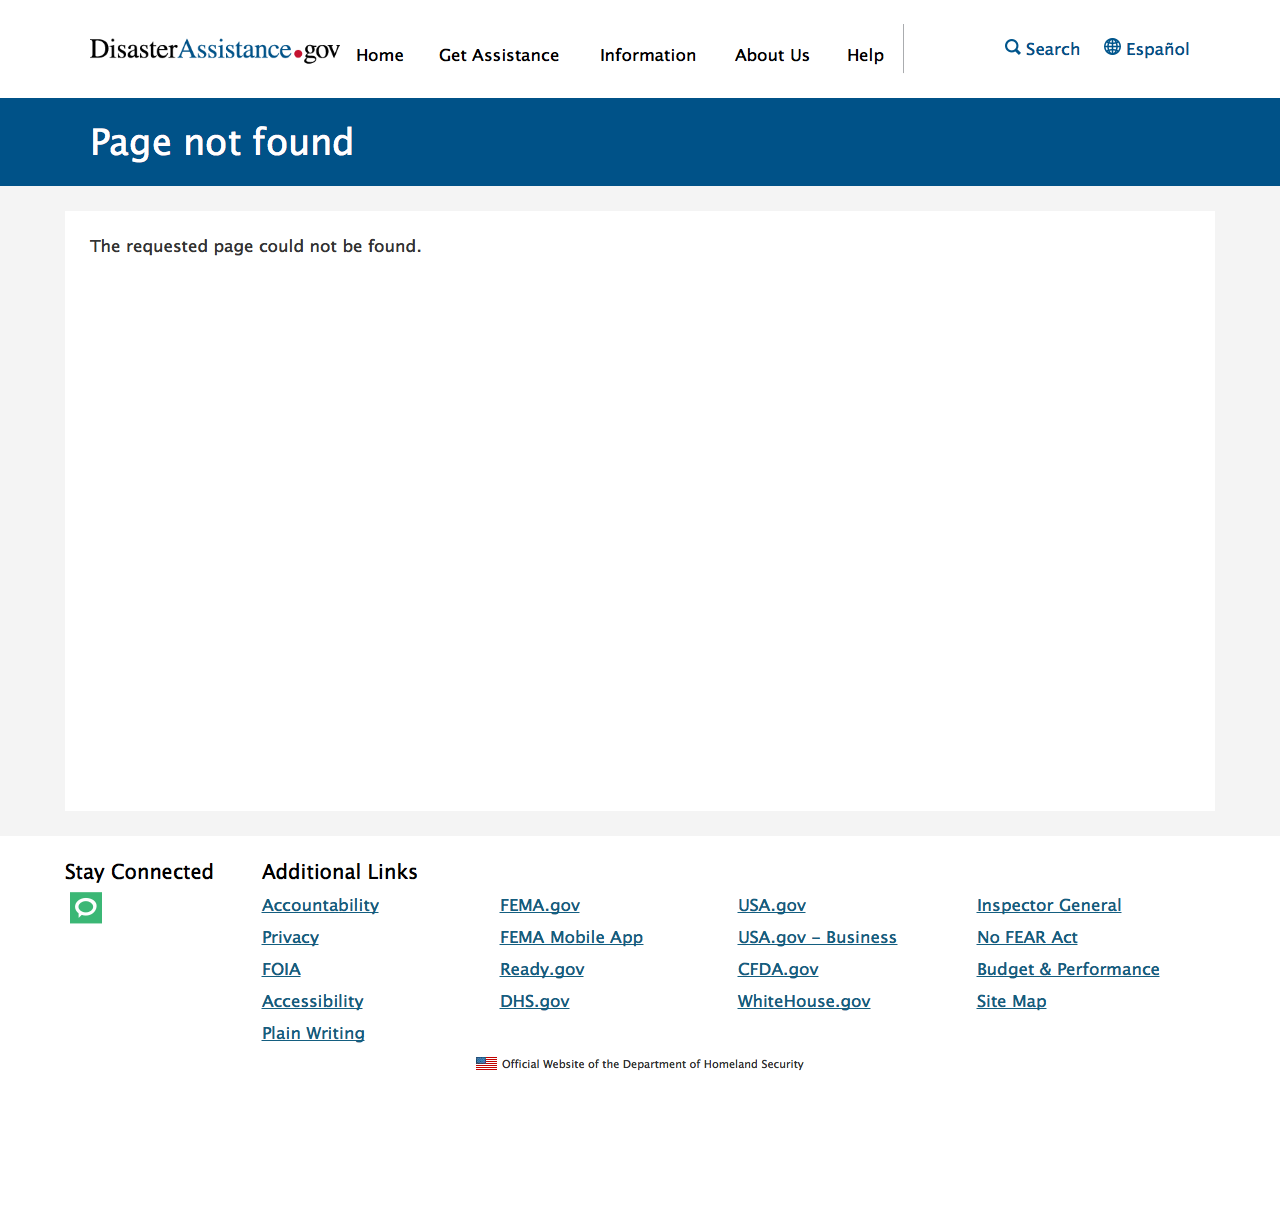 DisasterAssistance.gov Home Get Assistance Information About Us Help Search Español
Page not found
The requested page could not be found.
Stay Connected
Additional Links
Accountability FEMA.gov USA.gov Inspector General
Privacy FEMA Mobile App USA.gov – Business No FEAR Act
FOIA Ready.gov CFDA.gov Budget & Performance
Accessibility DHS.gov WhiteHouse.gov Site Map
Plain Writing
Official Website of the Department of Homeland Security